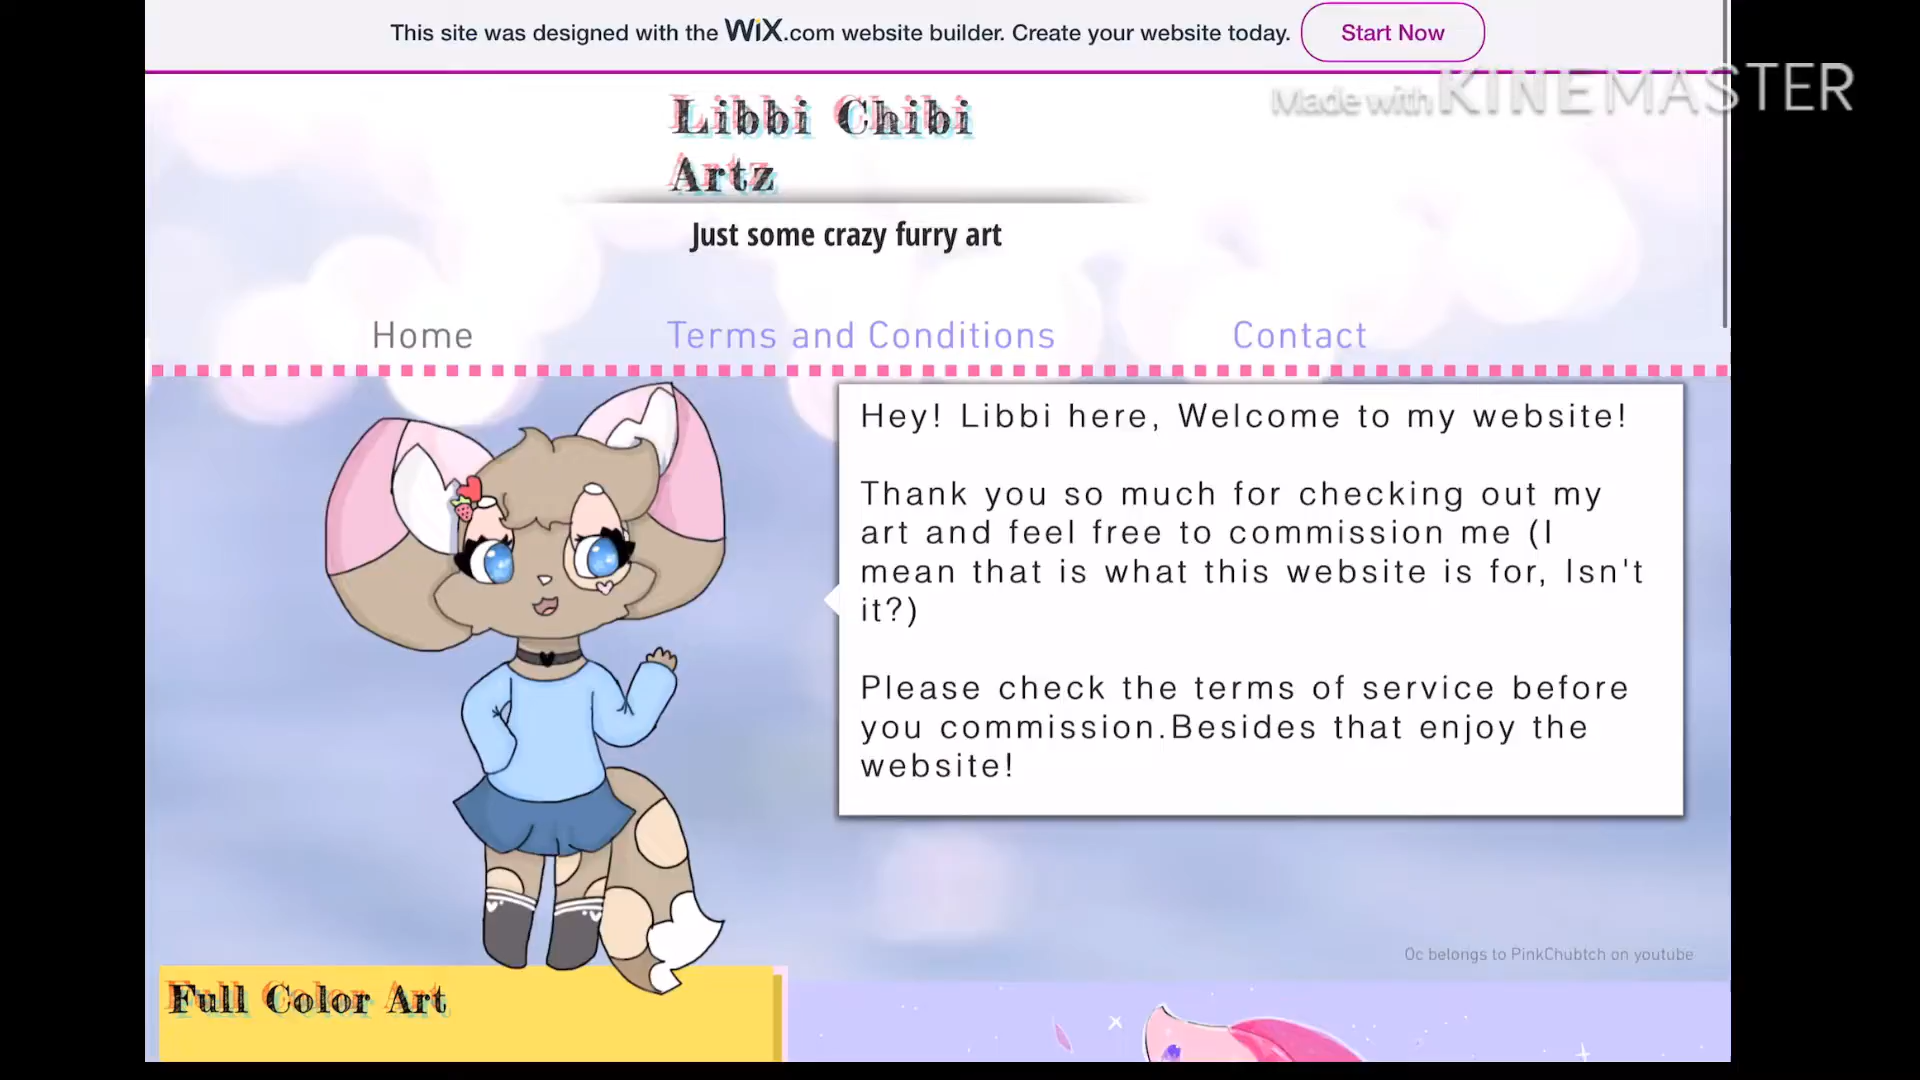 This site was designed with the WiX.com website builder. Create your website today.
Start Now
Made with KINEMASTER
Libbi Chibi
Artz
Just some crazy furry art
Home
Terms and Conditions
Contact
Hey! Libbi here, Welcome to my website!
Thank you so much for checking out my
art and feel free to commission me (I
mean that is what this website is for, Isn't
it?)
Please check the terms of service before
you commission.Besides that enjoy the
website!
Oc belongs to PinkChubtch on youtube
Full Color Art